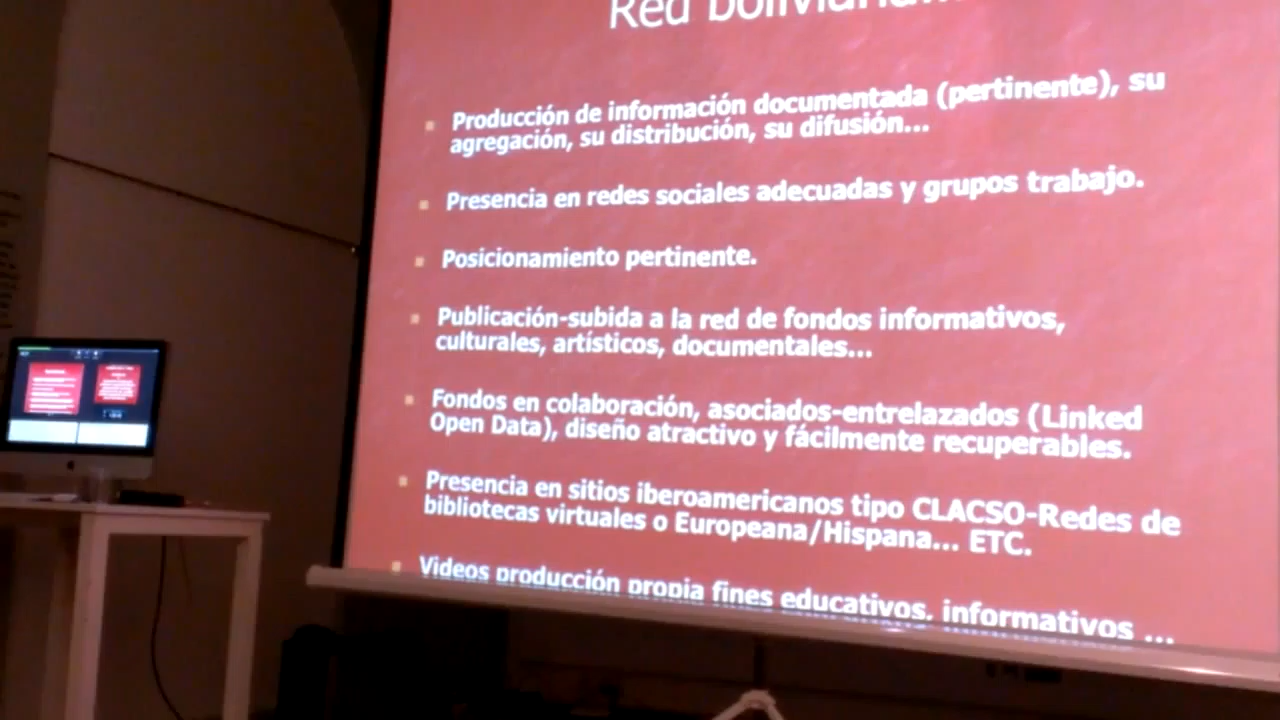 Red
Producción de información documentada (pertinente), su
agregación, su distribución, su difusión...
Presencia en redes sociales adecuadas y grupos trabajo.
Posicionamiento pertinente.
Publicación-subida a la red de fondos informativos,
culturales, artísticos, documentales...
Fondos en colaboración, asociados-entrelazados (Linked
Open Data), diseño atractivo y fácilmente recuperables.
Presencia en sitios iberoamericanos tipo CLACSO-Redes de
bibliotecas virtuales o Europeana/Hispana... ETC.
Videos producción propia fines educativos, informativos ...